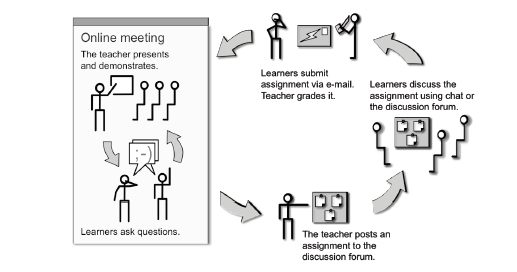 Online meeting
The teacher presents
and demonstrates.
;-)
Learners ask questions.
Learners submit
assignment via e-mail.
Teacher grades it.
Learners discuss the
assignment using chat or
the discussion forum.
The teacher posts an
assignment to the
discussion forum.